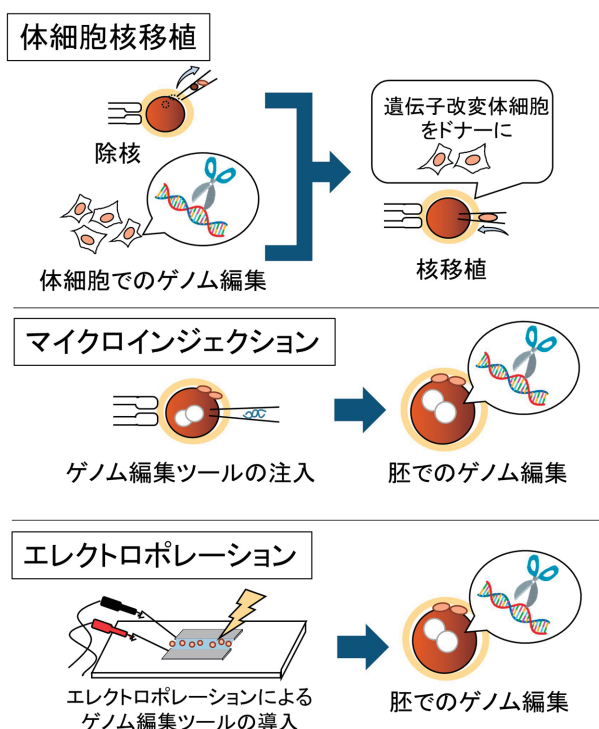 体細胞核移植
除核
体細胞でのゲノム編集
遺伝子改変体細胞
をドナーに
核移植
マイクロインジェクション
ゲノム編集ツールの注入
胚でのゲノム編集
エレクトロポレーション
エレクトロポレーションによる
ゲノム編集ツールの導入
胚でのゲノム編集